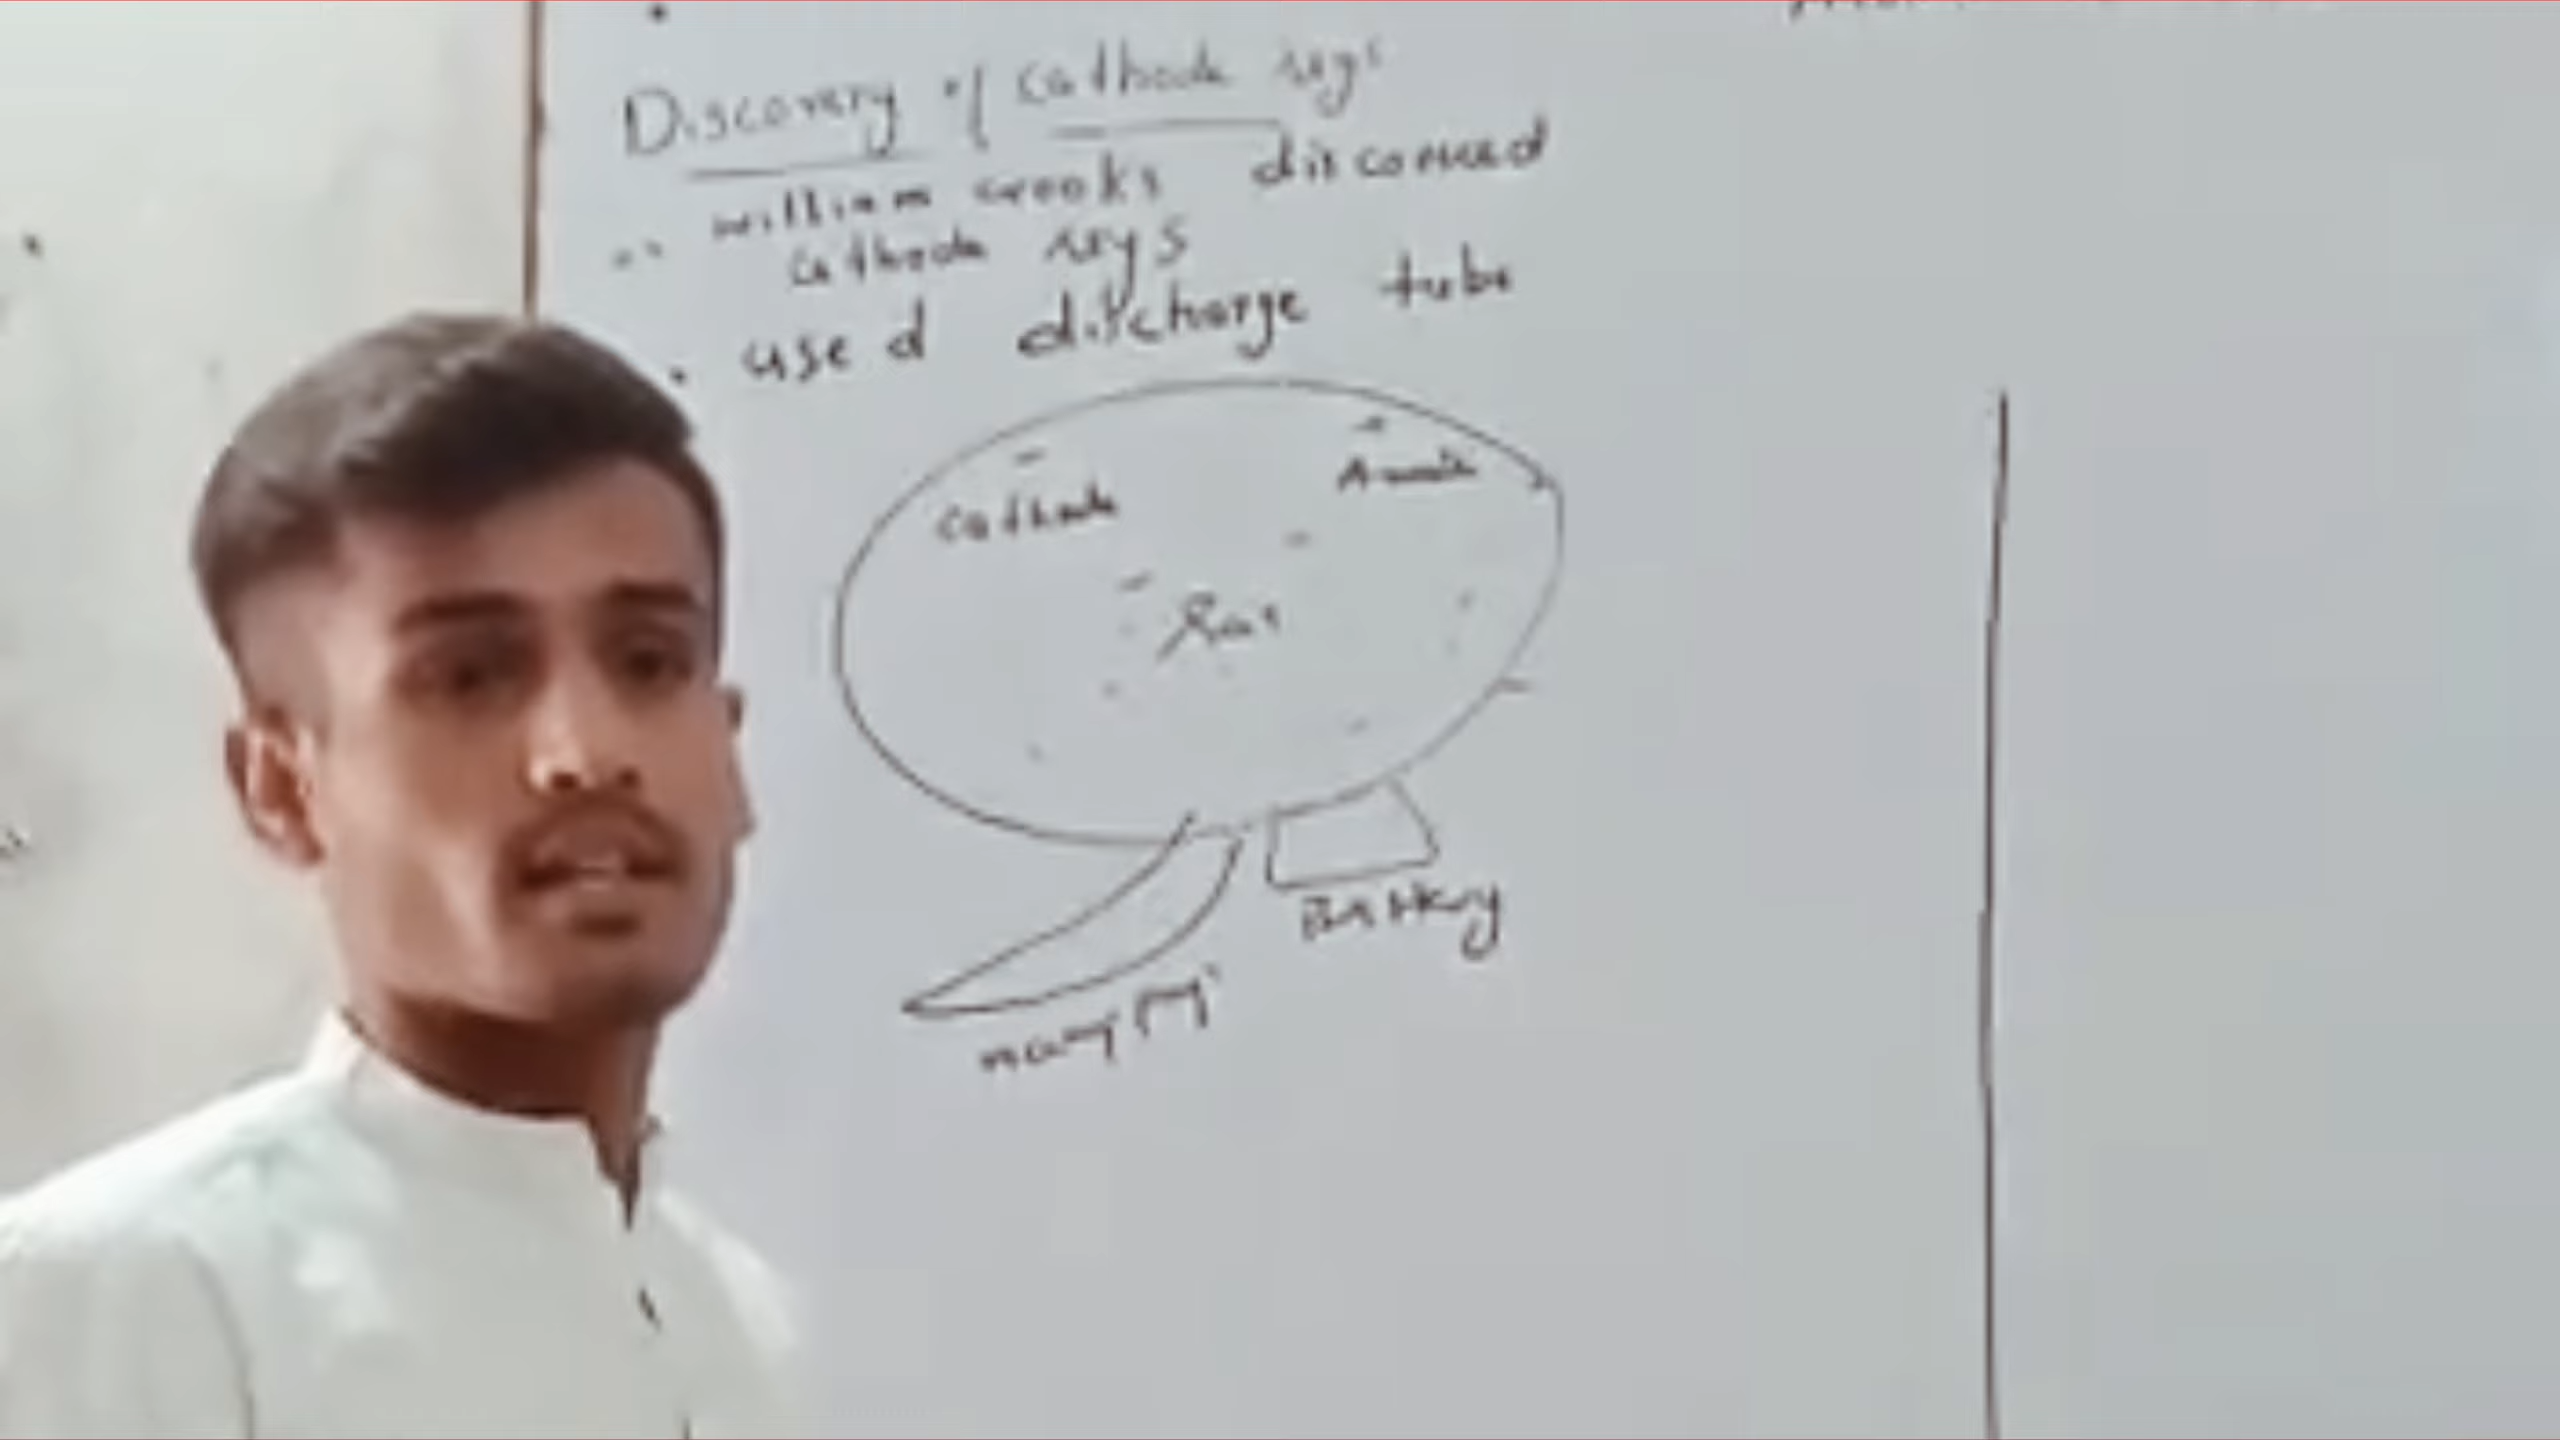 Discovery of cathode rays
william crooks discovered
cathode rays
• used discharge tube
- +
cathode Anode
Battery